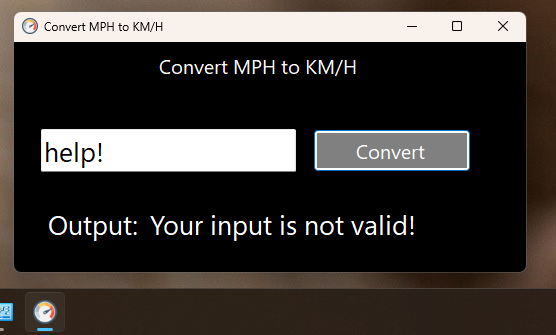 Convert MPH to KM/H
Convert MPH to KM/H
help!
Convert
Output: Your input is not valid!